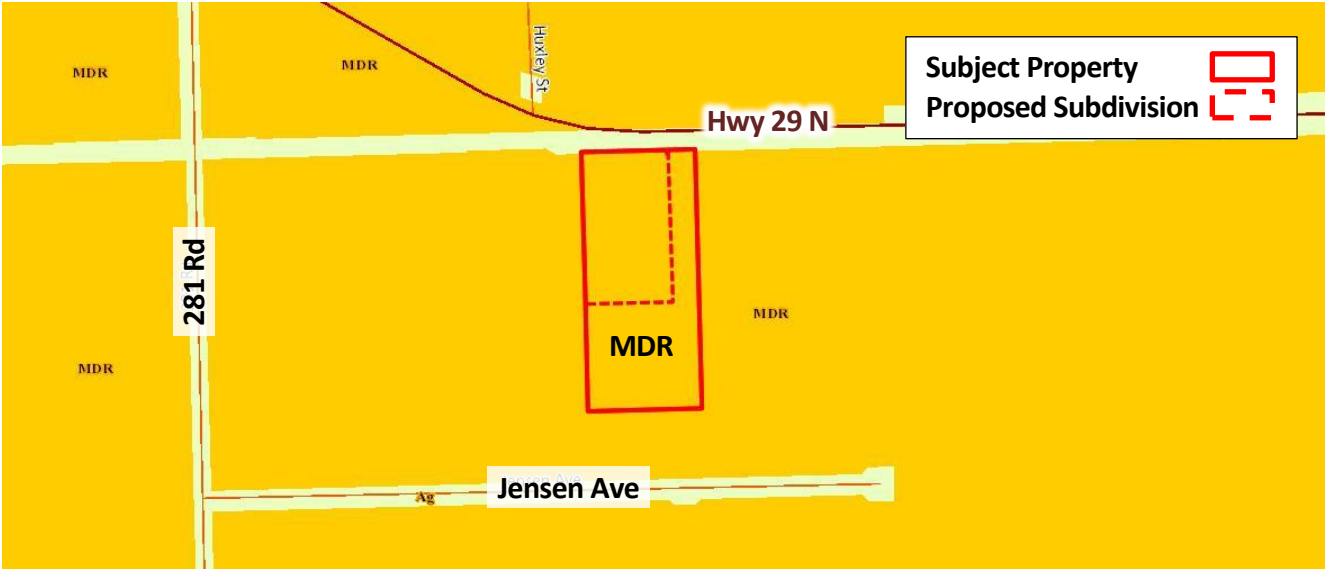 MDR
MDR
Huxley St
Subject Property
Proposed Subdivision
Hwy 29 N
281 Rd
MDR
MDR
MDR
Jensen Ave
Ag